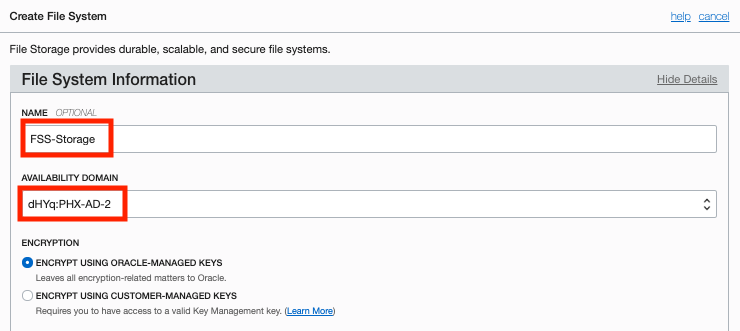 Create File System
help cancel
File Storage provides durable, scalable, and secure file systems.
File System Information
Hide Details
NAME OPTIONAL
FSS-Storage
AVAILABILITY DOMAIN
dHYq:PHX-AD-2
ENCRYPTION
ENCRYPT USING ORACLE-MANAGED KEYS
Leaves all encryption-related matters to Oracle.
ENCRYPT USING CUSTOMER-MANAGED KEYS
Requires you to have access to a valid Key Management key. (Learn More)